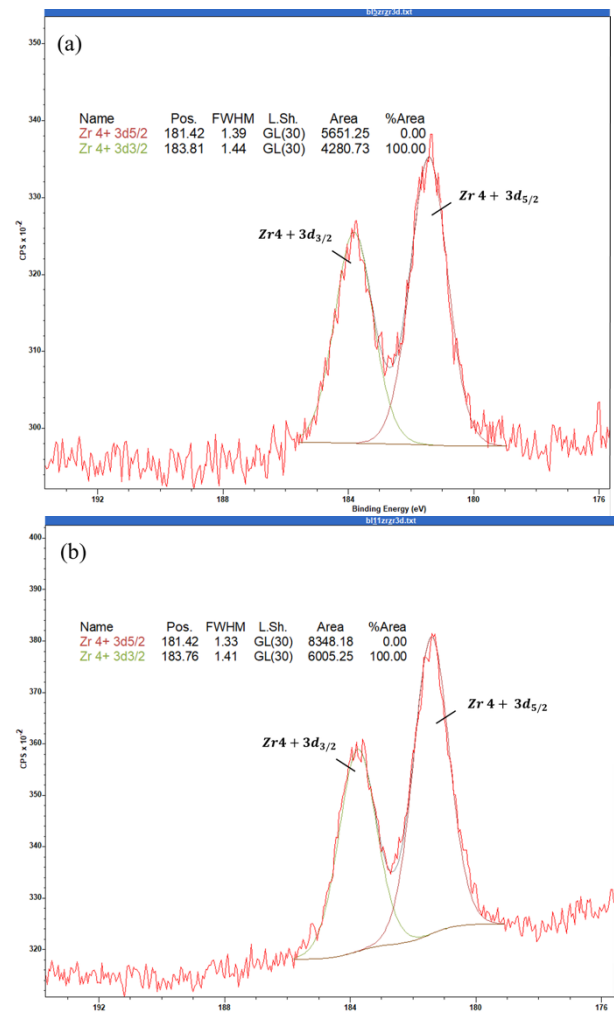 bl5zrgr3d.txt
(a)
350
340
330
320
310
300
CPS x 10⁻²
Name Pos. FWHM L.Sh. Area %Area
Zr 4+ 3d5/2 181.42 1.39 GL(30) 5651.25 0.00
Zr 4+ 3d3/2 183.81 1.44 GL(30) 4280.73 100.00
Zr 4 + 3d5/2
Zr4 + 3d3/2
192 188 184 180 176
Binding Energy (eV)
bl11zrgr3d.txt
(b)
400
390
380
370
360
350
340
330
320
CPS x 10⁻²
Name Pos. FWHM L.Sh. Area %Area
Zr 4+ 3d5/2 181.42 1.33 GL(30) 8348.18 0.00
Zr 4+ 3d3/2 183.76 1.41 GL(30) 6005.25 100.00
Zr 4 + 3d5/2
Zr4 + 3d3/2
192 188 184 180 176